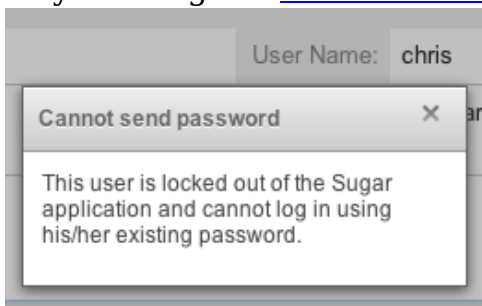 User Name: chris
Cannot send password
This user is locked out of the Sugar
application and cannot log in using
his/her existing password.